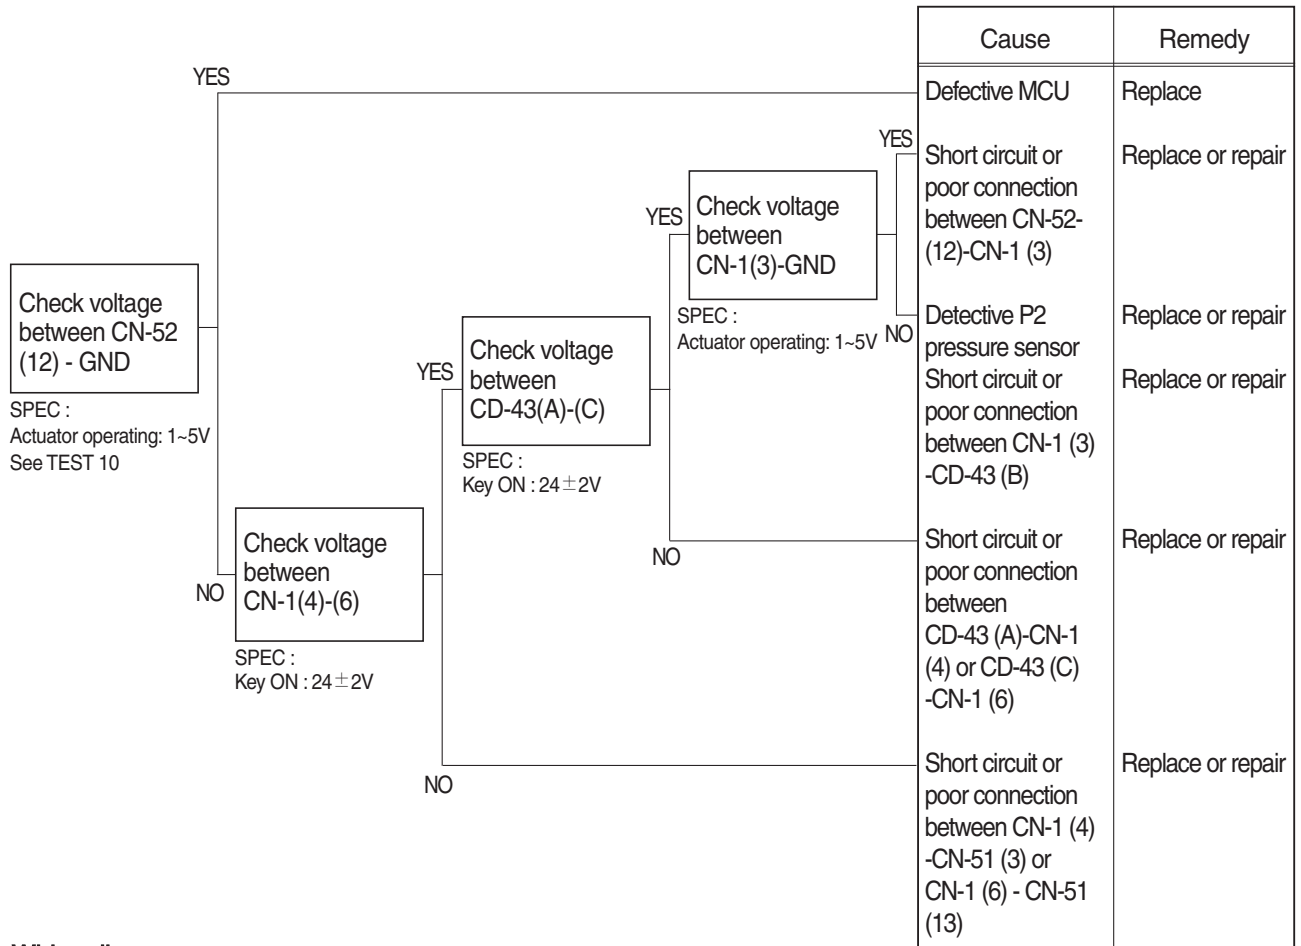 Cause
Remedy
YES
Defective MCU
Replace
YES
Short circuit or
poor connection
between CN-52-
(12)-CN-1 (3)
Replace or repair
YES
Check voltage
between
CN-1(3)-GND
SPEC :
Actuator operating: 1~5V
NO
Detective P2
pressure sensor
Replace or repair
Short circuit or
poor connection
between CN-1 (3)
-CD-43 (B)
Replace or repair
Check voltage
between CN-52
(12) - GND
SPEC :
Actuator operating: 1~5V
See TEST 10
YES
Check voltage
between
CD-43(A)-(C)
SPEC :
Key ON : 24±2V
NO
Short circuit or
poor connection
between
CD-43 (A)-CN-1
(4) or CD-43 (C)
-CN-1 (6)
Replace or repair
NO
Check voltage
between
CN-1(4)-(6)
SPEC :
Key ON : 24±2V
NO
Short circuit or
poor connection
between CN-1 (4)
-CN-51 (3) or
CN-1 (6) - CN-51
(13)
Replace or repair